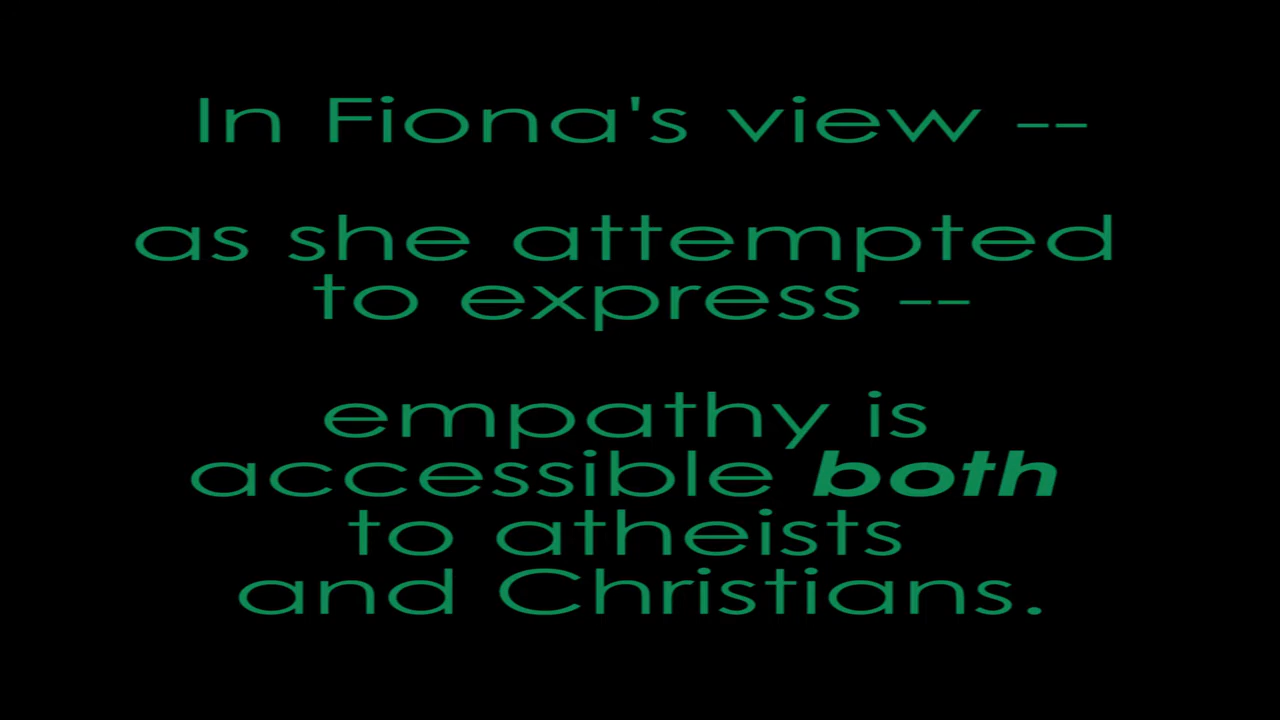 In Fiona's view --
as she attempted
to express --
empathy is
accessible both
to atheists
and Christians.